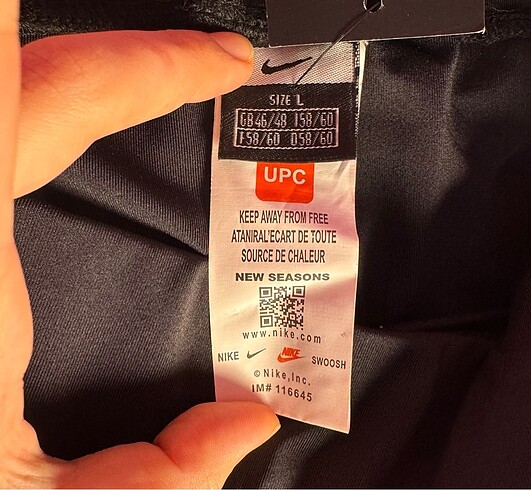 SIZE L
GB46/48 I58/60
F58/60 D58/60
UPC
KEEP AWAY FROM FREE
ATANIRAL'ECART DE TOUTE
SOURCE DE CHALEUR
NEW SEASONS
www.nike.com
NIKE NIKE SWOOSH
©Nike,Inc.
IM# 116645